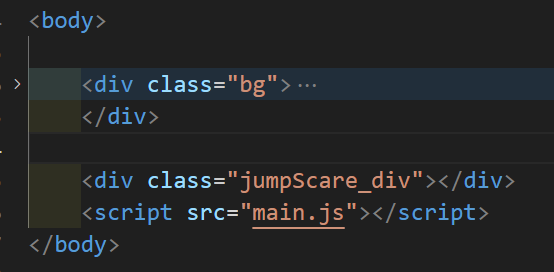 <body>
<div class="bg">…
</div>
<div class="jumpScare_div"></div>
<script src="main.js"></script>
</body>